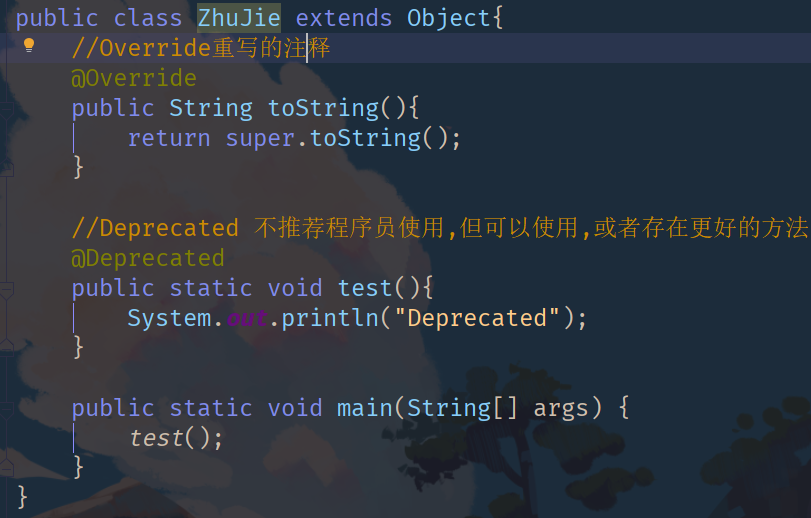 public class ZhuJie extends Object{
//Override重写的注释
@Override
public String toString(){
return super.toString();
}
//Deprecated 不推荐程序员使用,但可以使用,或者存在更好的方法
@Deprecated
public static void test(){
System.out.println("Deprecated");
}
public static void main(String[] args) {
test();
}
}